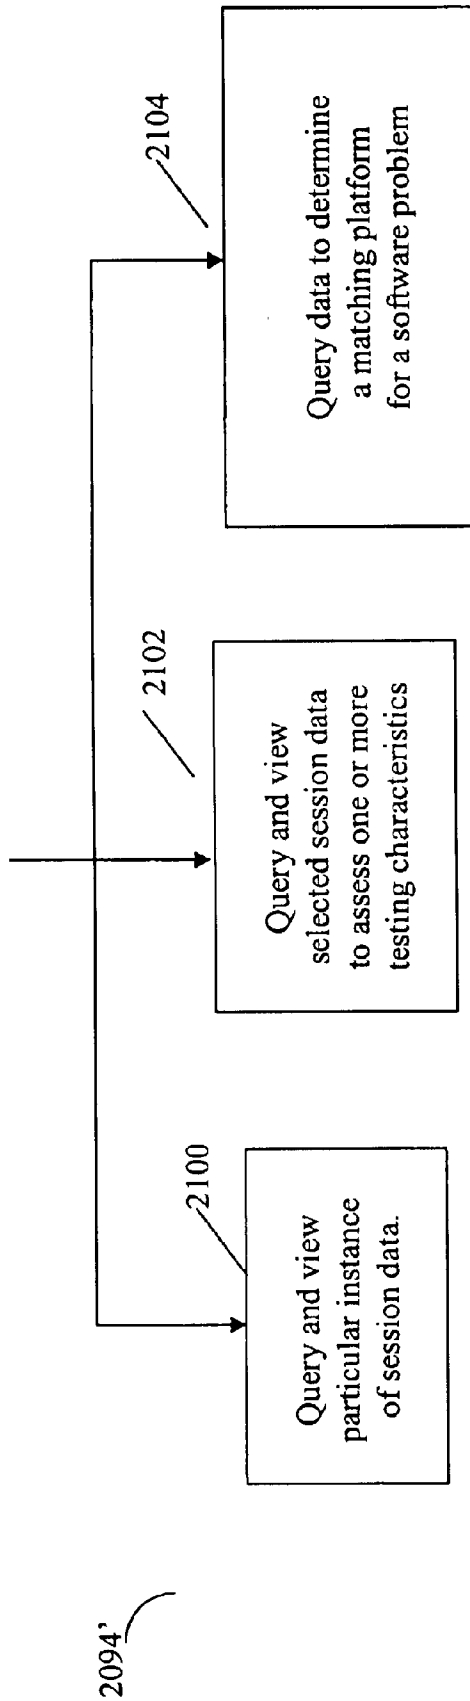 2094'
2100
Query and view
particular instance
of session data.
2102
Query and view
selected session data
to assess one or more
testing characteristics
2104
Query data to determine
a matching platform
for a software problem